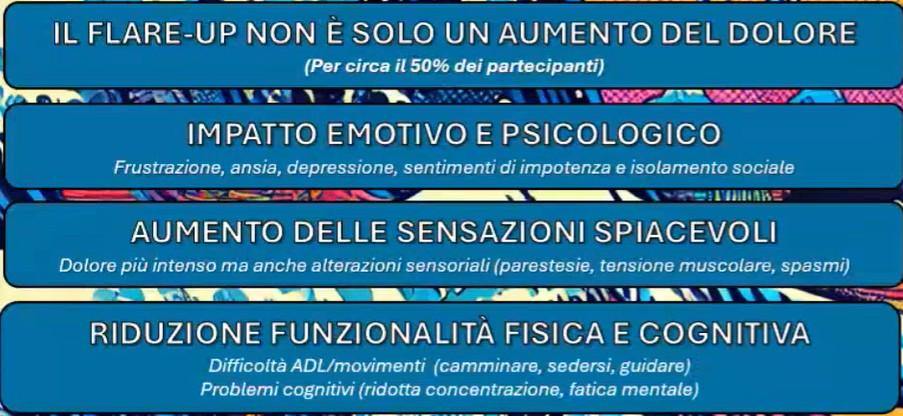 IL FLARE-UP NON È SOLO UN AUMENTO DEL DOLORE
(Per circa il 50% dei partecipanti)
IMPATTO EMOTIVO E PSICOLOGICO
Frustrazione, ansia, depressione, sentimenti di impotenza e isolamento sociale
AUMENTO DELLE SENSAZIONI SPIACEVOLI
Dolore più intenso ma anche alterazioni sensoriali (parestesie, tensione muscolare, spasmi)
RIDUZIONE FUNZIONALITÀ FISICA E COGNITIVA
Difficoltà ADL/movimenti (camminare, sedersi, guidare)
Problemi cognitivi (ridotta concentrazione, fatica mentale)